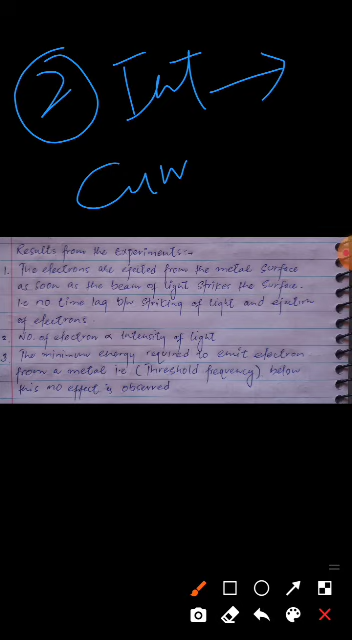 2 Int →
Curr
Results from the experiments:-
1. The electrons are ejected from the metal surface
as soon as the beam of light strikes the surface.
i.e no time lag b/w striking of light and ejection
of electrons.
2 No. of electron ∝ intensity of light
3 The minimum energy required to emit electron
from a metal i.e (Threshold frequency) below
this no effect is observed